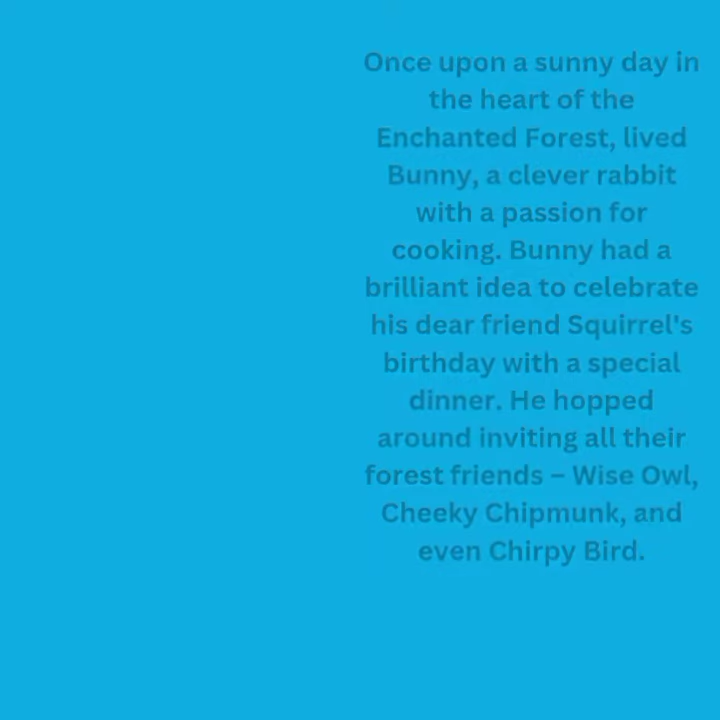 Once upon a sunny day in
the heart of the
Enchanted Forest, lived
Bunny, a clever rabbit
with a passion for
cooking. Bunny had a
brilliant idea to celebrate
his dear friend Squirrel's
birthday with a special
dinner. He hopped
around inviting all their
forest friends – Wise Owl,
Cheeky Chipmunk, and
even Chirpy Bird.